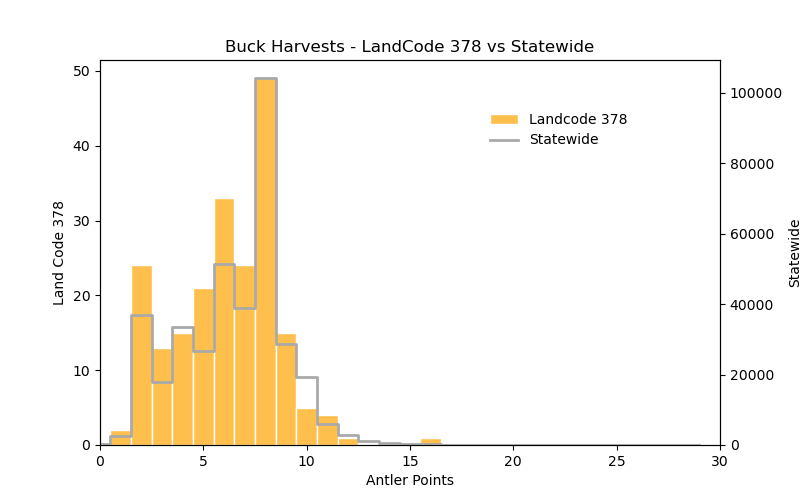 Buck Harvests - LandCode 378 vs Statewide
50
40
30
20
10
0
Land Code 378
100000
80000
60000
40000
20000
0
Statewide
Landcode 378
Statewide
0 5 10 15 20 25 30
Antler Points